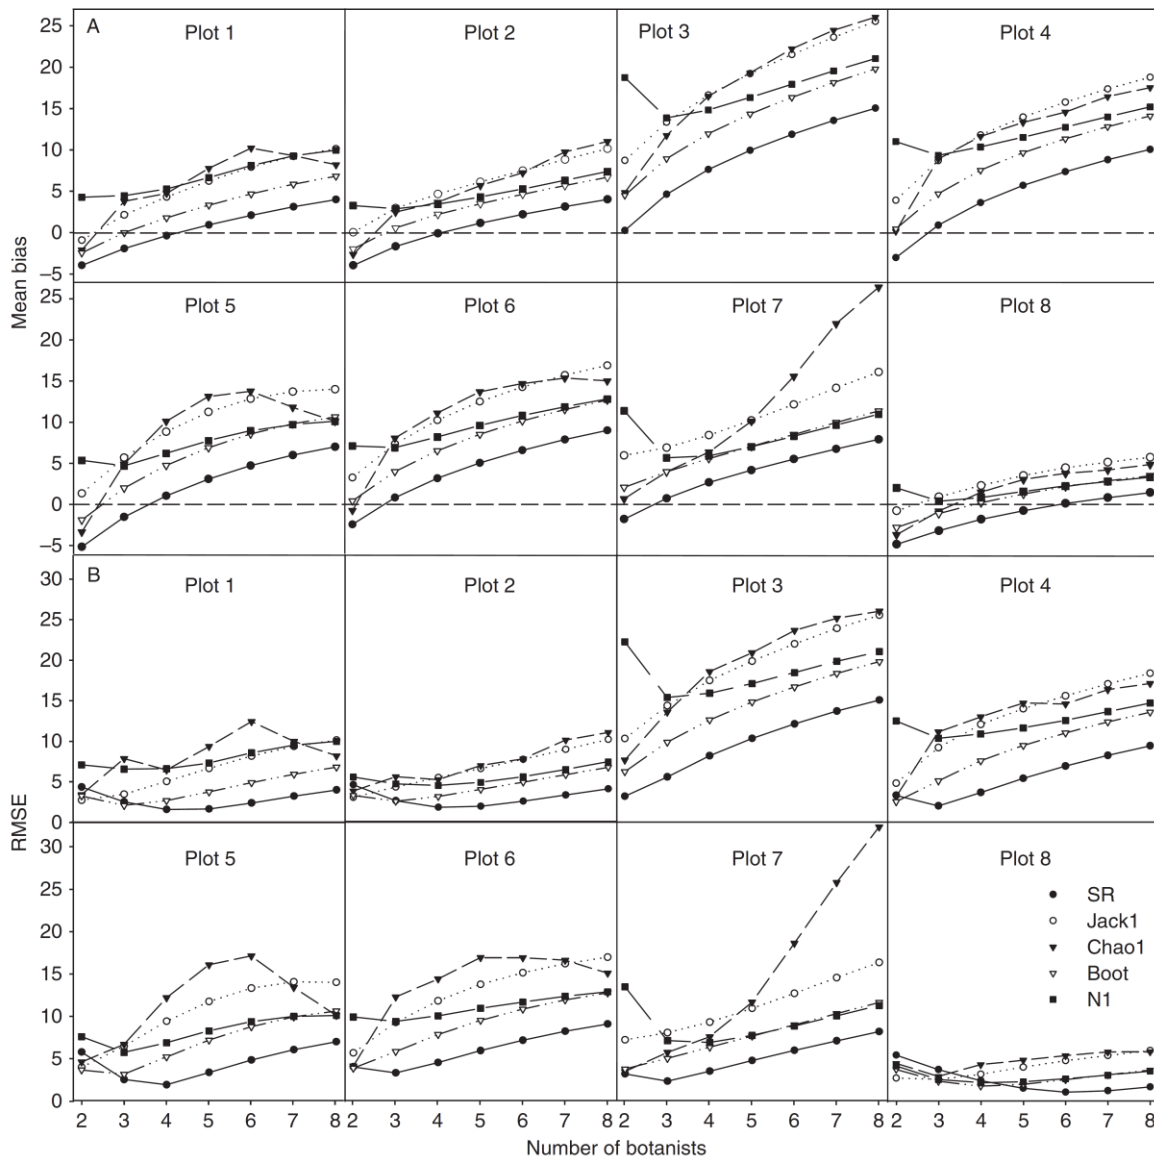 A
Plot 1
Plot 2
Plot 3
Plot 4
25
20
15
10
5
0
–5
Mean bias
Plot 5
Plot 6
Plot 7
Plot 8
25
20
15
10
5
0
–5
B
Plot 1
Plot 2
Plot 3
Plot 4
30
25
20
15
10
5
0
RMSE
Plot 5
Plot 6
Plot 7
Plot 8
30
25
20
15
10
5
0
SR
Jack1
Chao1
Boot
N1
2 3 4 5 6 7 8 2 3 4 5 6 7 8 2 3 4 5 6 7 8 2 3 4 5 6 7 8
Number of botanists